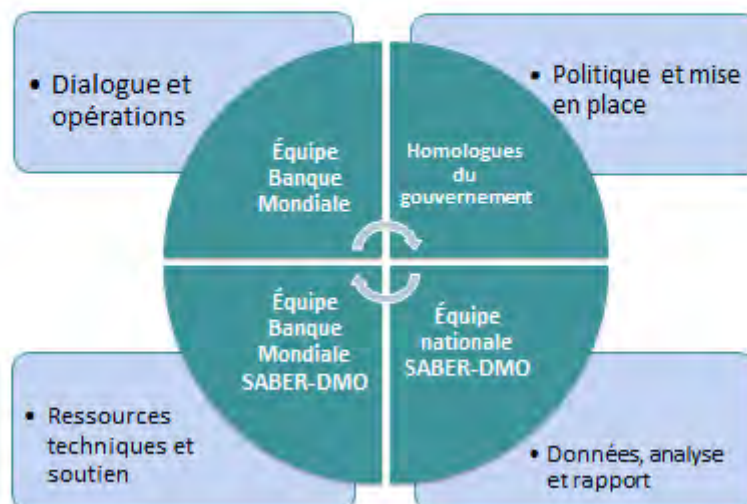 • Dialogue et
opérations
• Politique et mise
en place
Équipe
Banque
Mondiale
Homologues
du
gouvernement
Équipe
Banque
Mondiale
SABER-DMO
Équipe
nationale
SABER-DMO
• Ressources
techniques et
soutien
• Données, analyse
et rapport